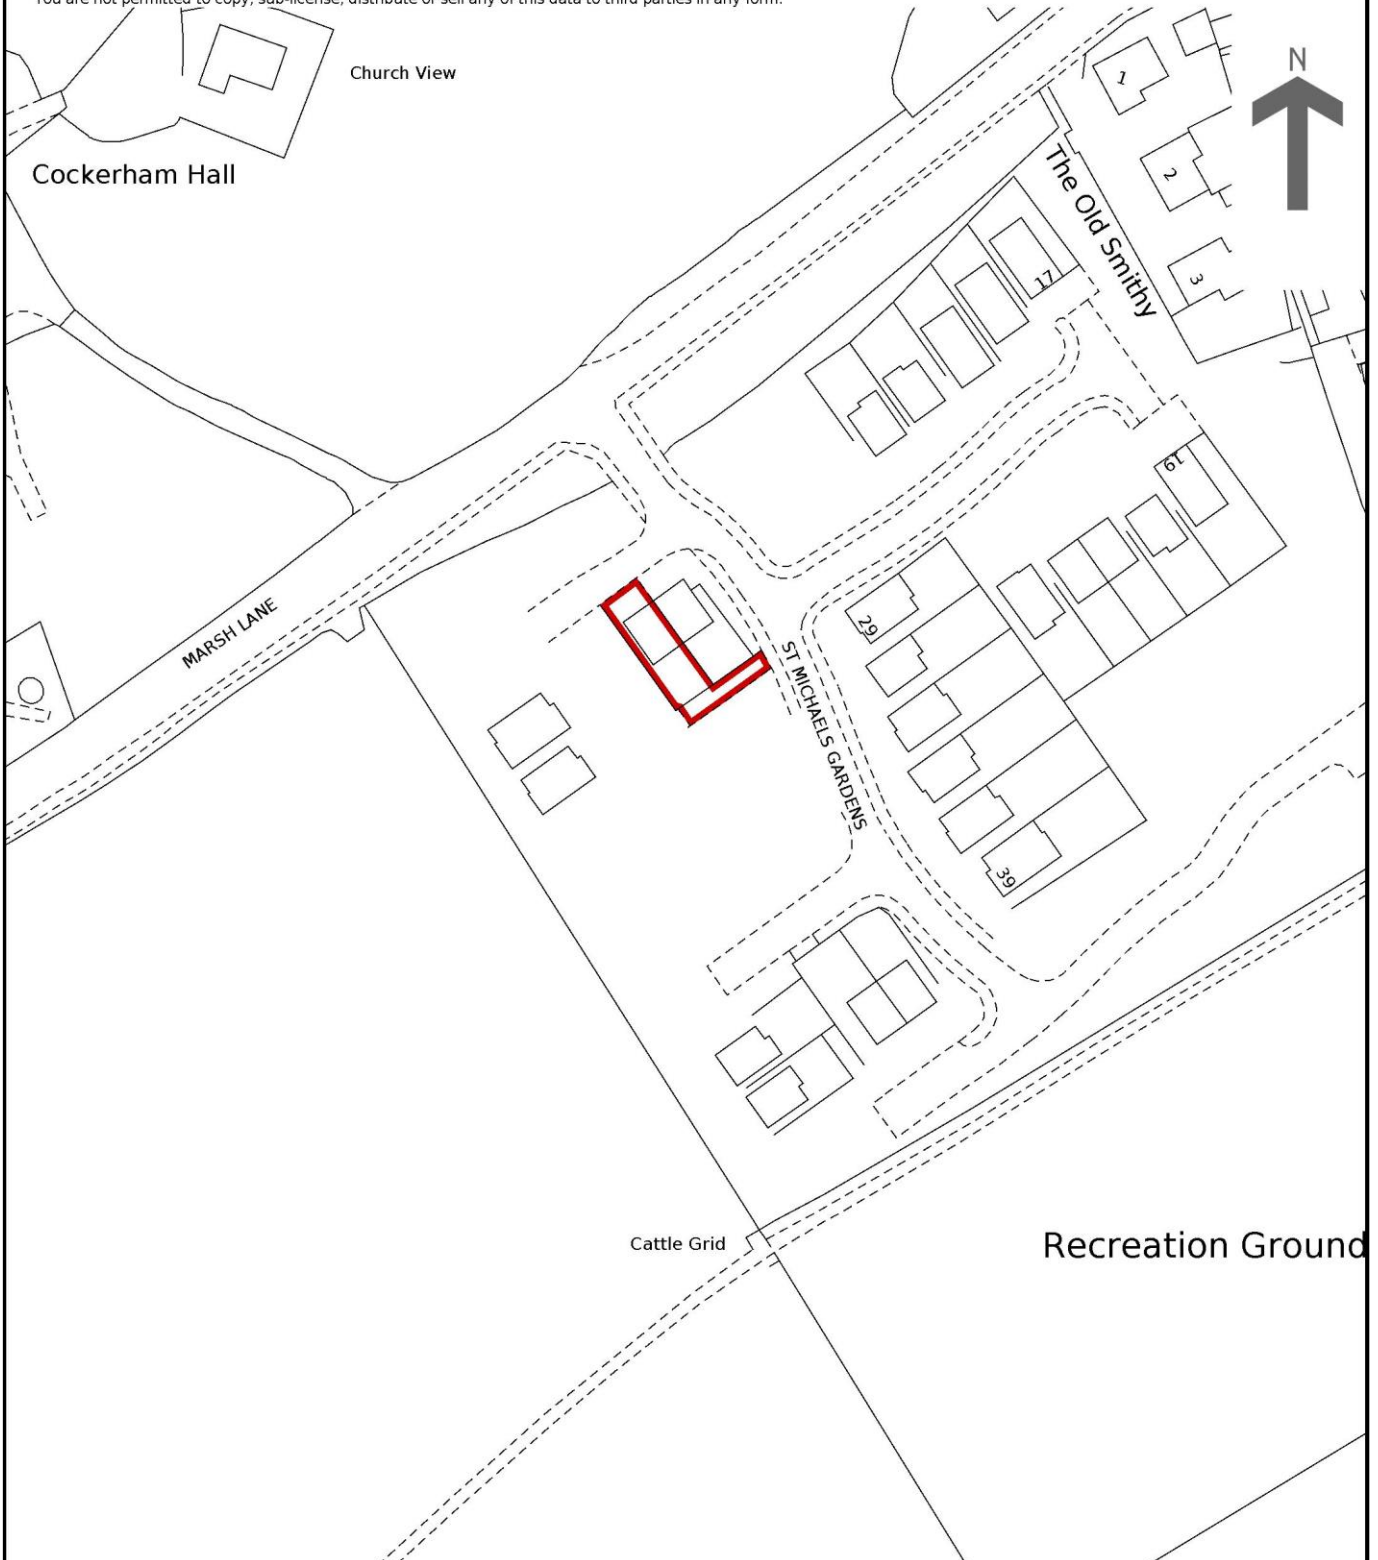 You are not permitted to copy, sub-license, distribute or sell any of this data to third parties in any form.
Church View
N
1
Cockerham Hall
2
The Old Smithy
3
17
19
MARSH LANE
29
ST MICHAELS GARDENS
39
Cattle Grid
Recreation Ground